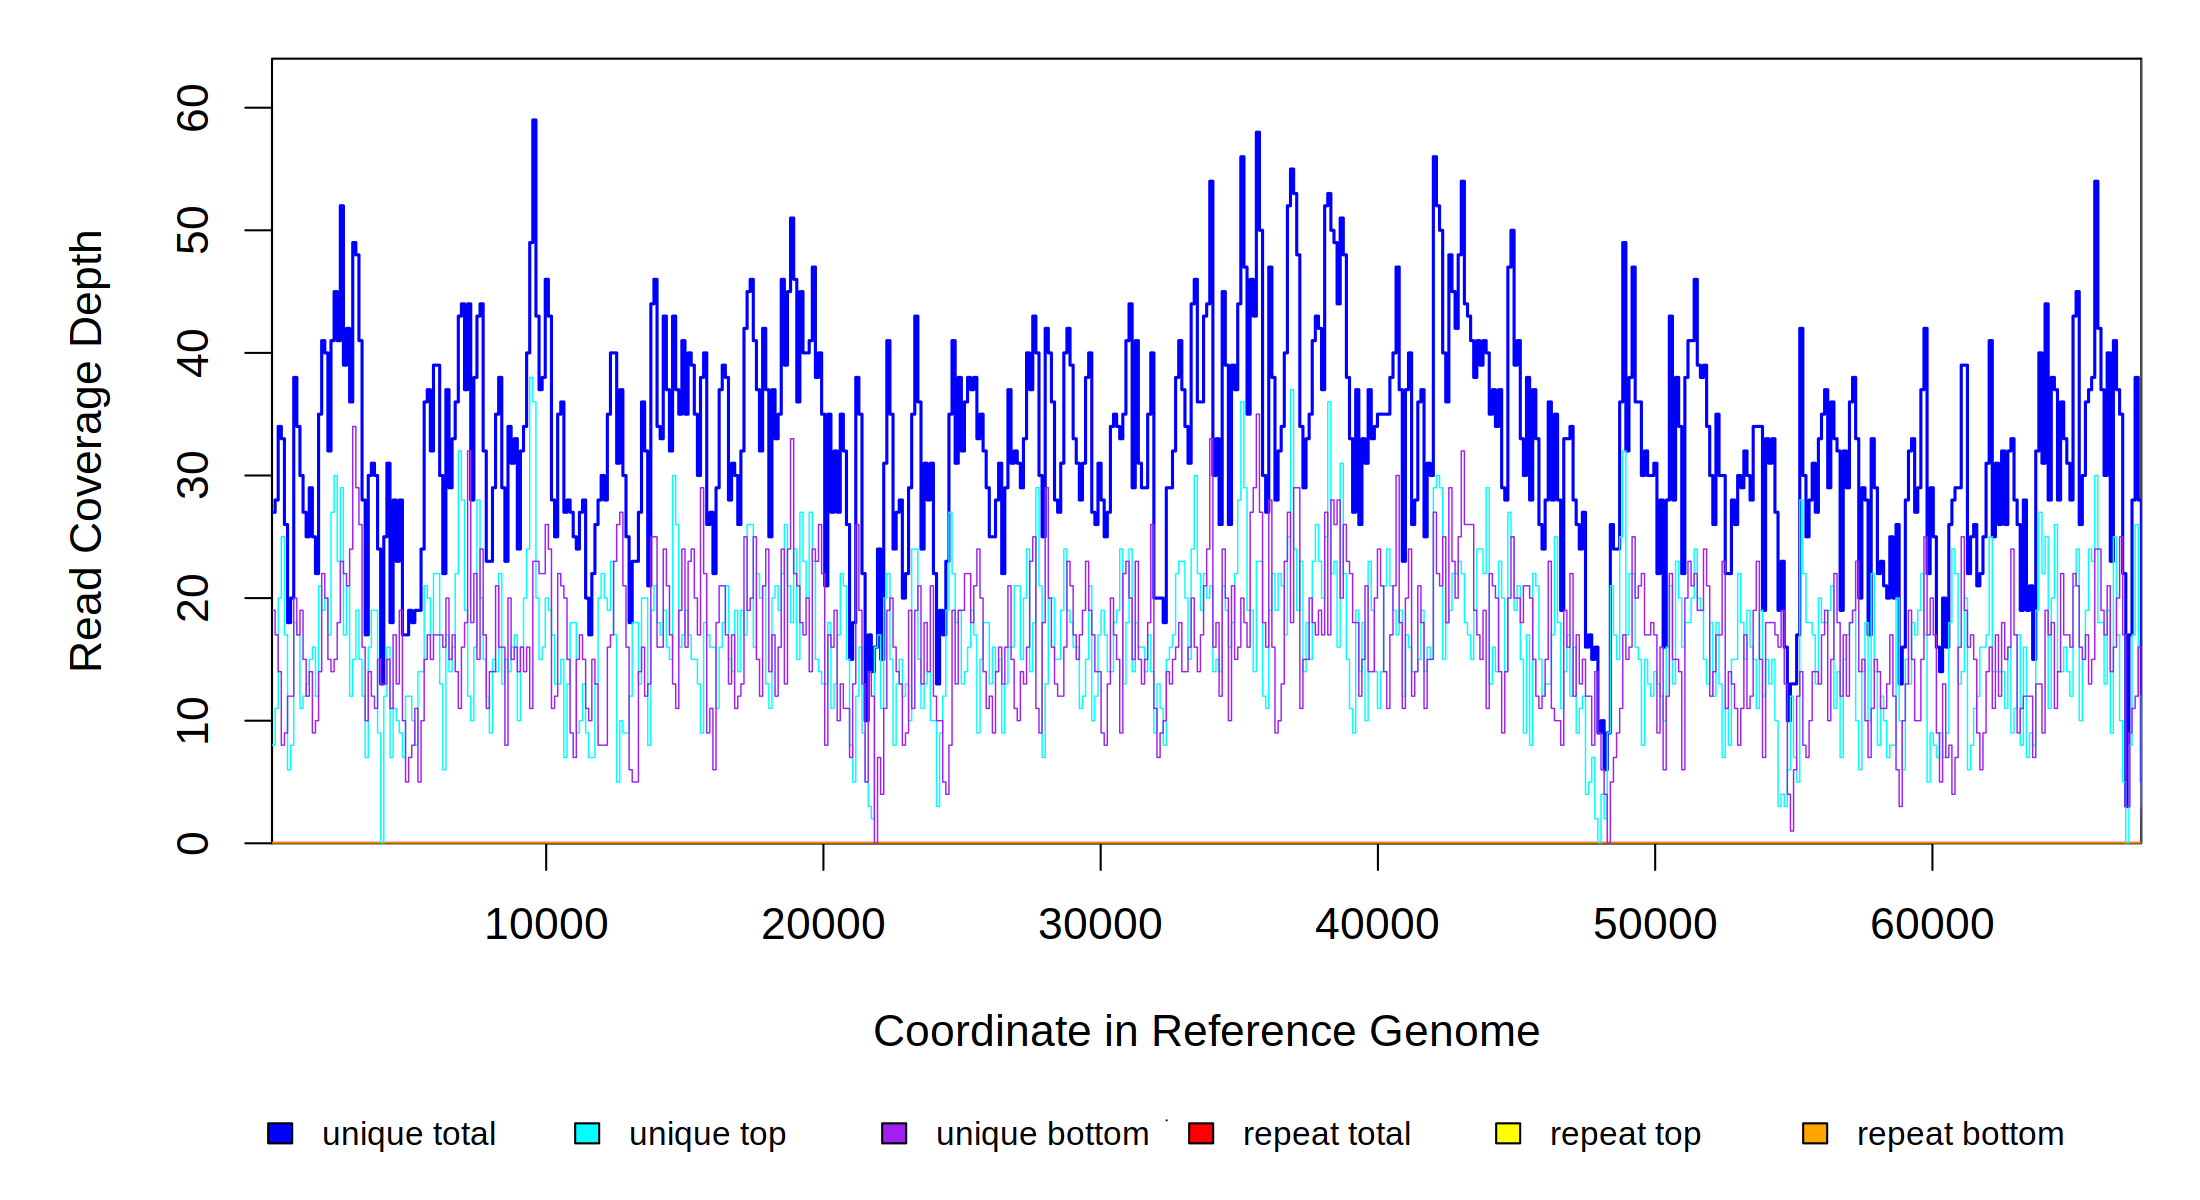 Read Coverage Depth
60
50
40
30
20
10
0
10000 20000 30000 40000 50000 60000
Coordinate in Reference Genome
unique total unique top unique bottom repeat total repeat top repeat bottom